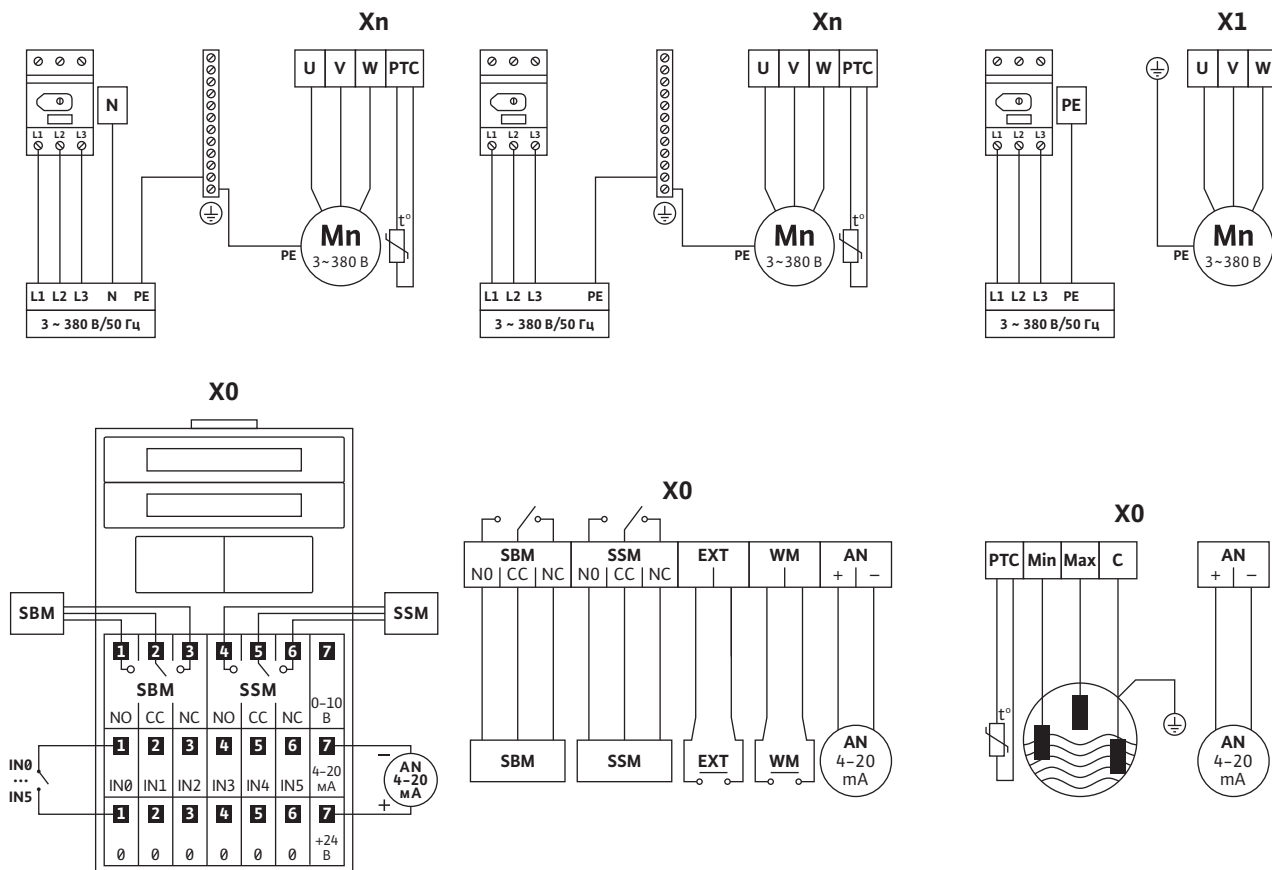 Xn
Xn
X1
U V W PTC
U V W PTC
U V W
N
PE
L1 L2 L3
L1 L2 L3
L1 L2 L3
t°
t°
Mn
3~380 В
Mn
3~380 В
Mn
3~380 В
PE
PE
PE
L1 L2 L3 N PE
L1 L2 L3 PE
L1 L2 L3 PE
3 ~ 380 В/50 Гц
3 ~ 380 В/50 Гц
3 ~ 380 В/50 Гц
X0
SBM
SSM
1 2 3 4 5 6 7
SBM SSM
0–10
В
NO CC NC NO CC NC
1 2 3 4 5 6 7
IN0
...
IN5
IN0 IN1 IN2 IN3 IN4 IN5
4–20
мА
–
AN
4–20
мА
+
1 2 3 4 5 6 7
0 0 0 0 0 0
+24
В
X0
SBM SSM EXT WM AN
N0 CC NC N0 CC NC + –
SBM SSM EXT WM
AN
4–20
mA
X0
PTC Min Max C
AN
+ –
t°
AN
4–20
mA